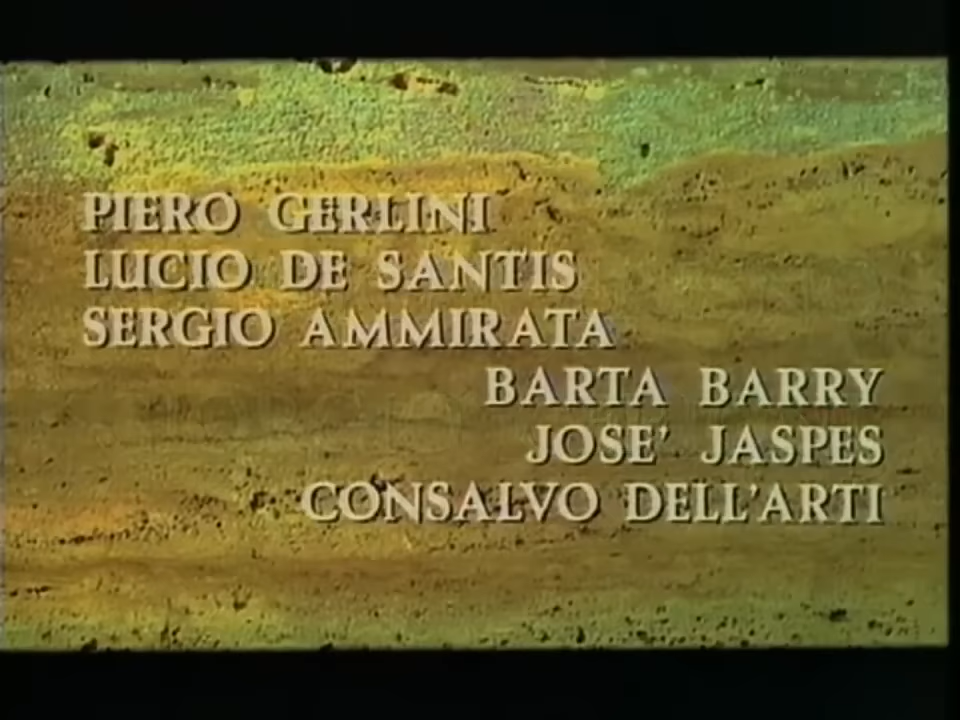 PIERO GERLINI
LUCIO DE SANTIS
SERGIO AMMIRATA
BARTA BARRY
JOSE' JASPES
CONSALVO DELL'ARTI